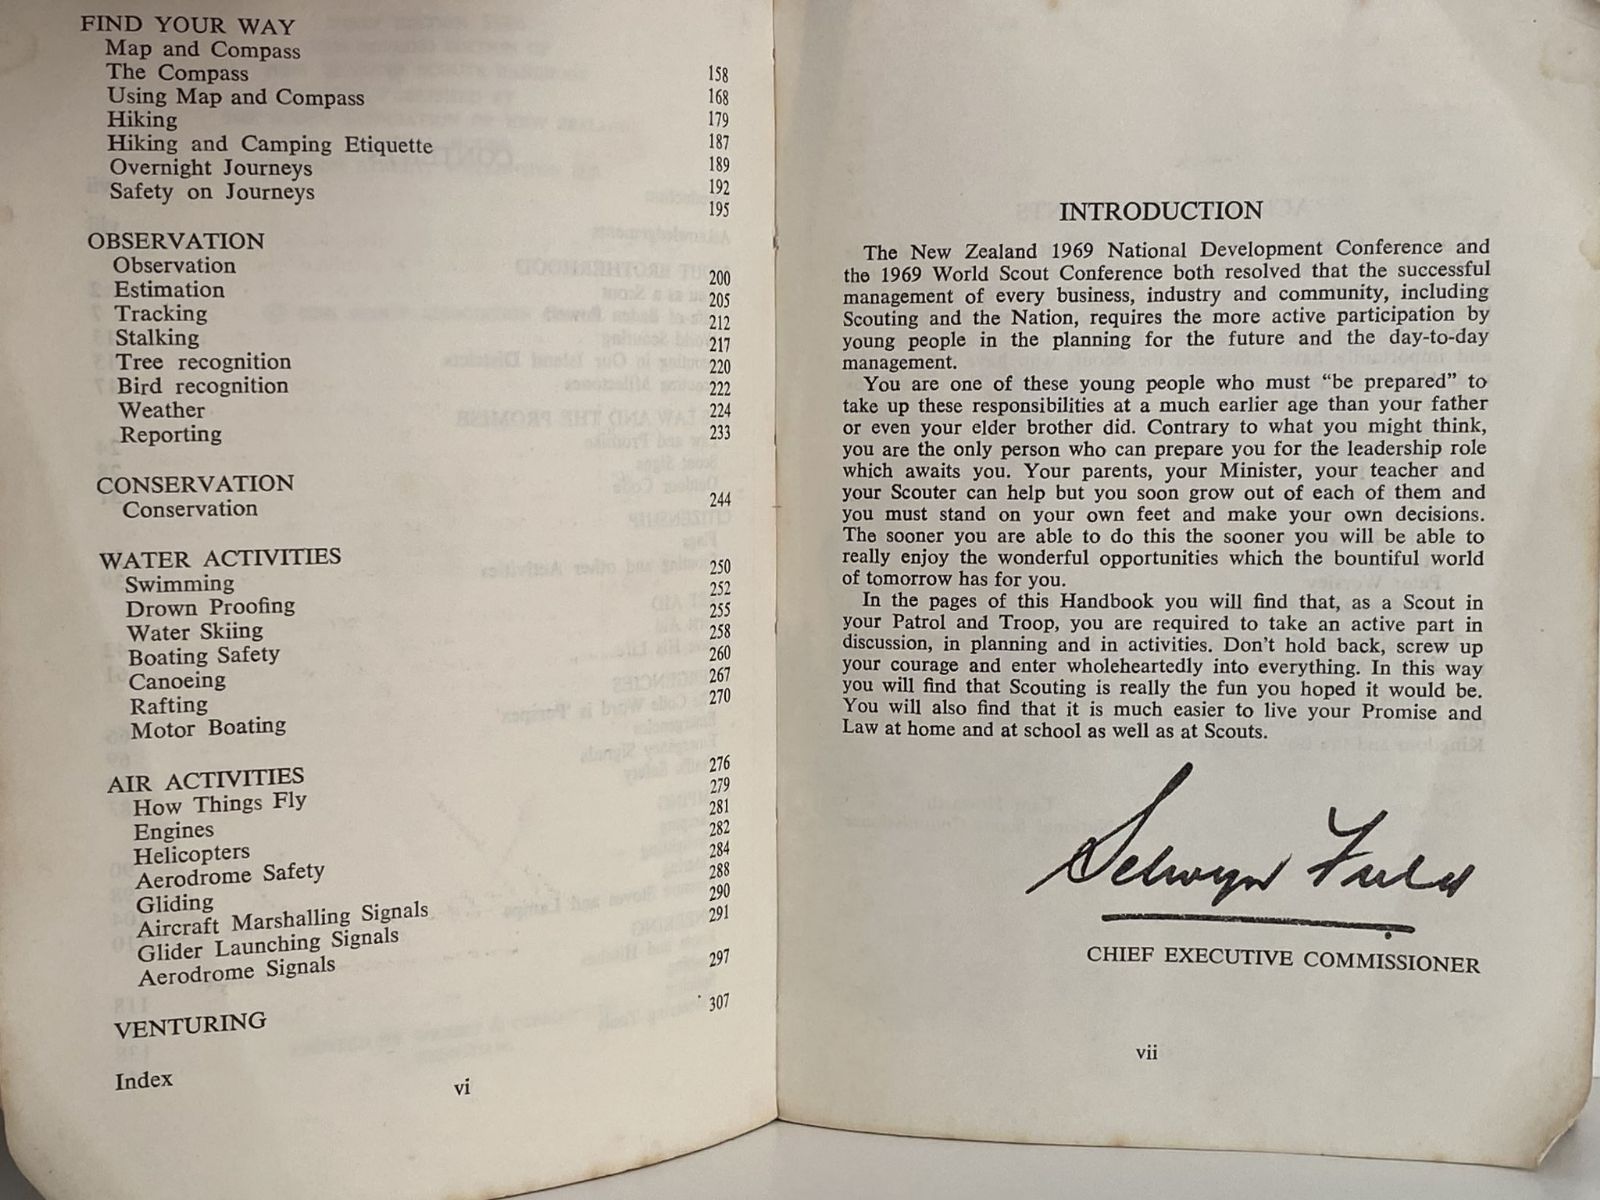 FIND YOUR WAY
Map and Compass 158
The Compass 168
Using Map and Compass 179
Hiking 187
Hiking and Camping Etiquette 189
Overnight Journeys 192
Safety on Journeys 195
OBSERVATION
Observation 200
Estimation 205
Tracking 212
Stalking 217
Tree recognition 220
Bird recognition 222
Weather 224
Reporting 233
CONSERVATION
Conservation 244
WATER ACTIVITIES
Swimming 250
Drown Proofing 252
Water Skiing 255
Boating Safety 258
Canoeing 260
Rafting 267
Motor Boating 270
AIR ACTIVITIES
How Things Fly 276
Engines 279
Helicopters 281
Aerodrome Safety 282
Gliding 284
Aircraft Marshalling Signals 288
Glider Launching Signals 290
Aerodrome Signals 291
VENTURING 297
Index 307
vi
INTRODUCTION
The New Zealand 1969 National Development Conference and
the 1969 World Scout Conference both resolved that the successful
management of every business, industry and community, including
Scouting and the Nation, requires the more active participation by
young people in the planning for the future and the day-to-day
management.
You are one of these young people who must “be prepared” to
take up these responsibilities at a much earlier age than your father
or even your elder brother did. Contrary to what you might think,
you are the only person who can prepare you for the leadership role
which awaits you. Your parents, your Minister, your teacher and
your Scouter can help but you soon grow out of each of them and
you must stand on your own feet and make your own decisions.
The sooner you are able to do this the sooner you will be able to
really enjoy the wonderful opportunities which the bountiful world
of tomorrow has for you.
In the pages of this Handbook you will find that, as a Scout in
your Patrol and Troop, you are required to take an active part in
discussion, in planning and in activities. Don't hold back, screw up
your courage and enter wholeheartedly into everything. In this way
you will find that Scouting is really the fun you hoped it would be.
You will also find that it is much easier to live your Promise and
Law at home and at school as well as at Scouts.
Selwyn Field
CHIEF EXECUTIVE COMMISSIONER
vii